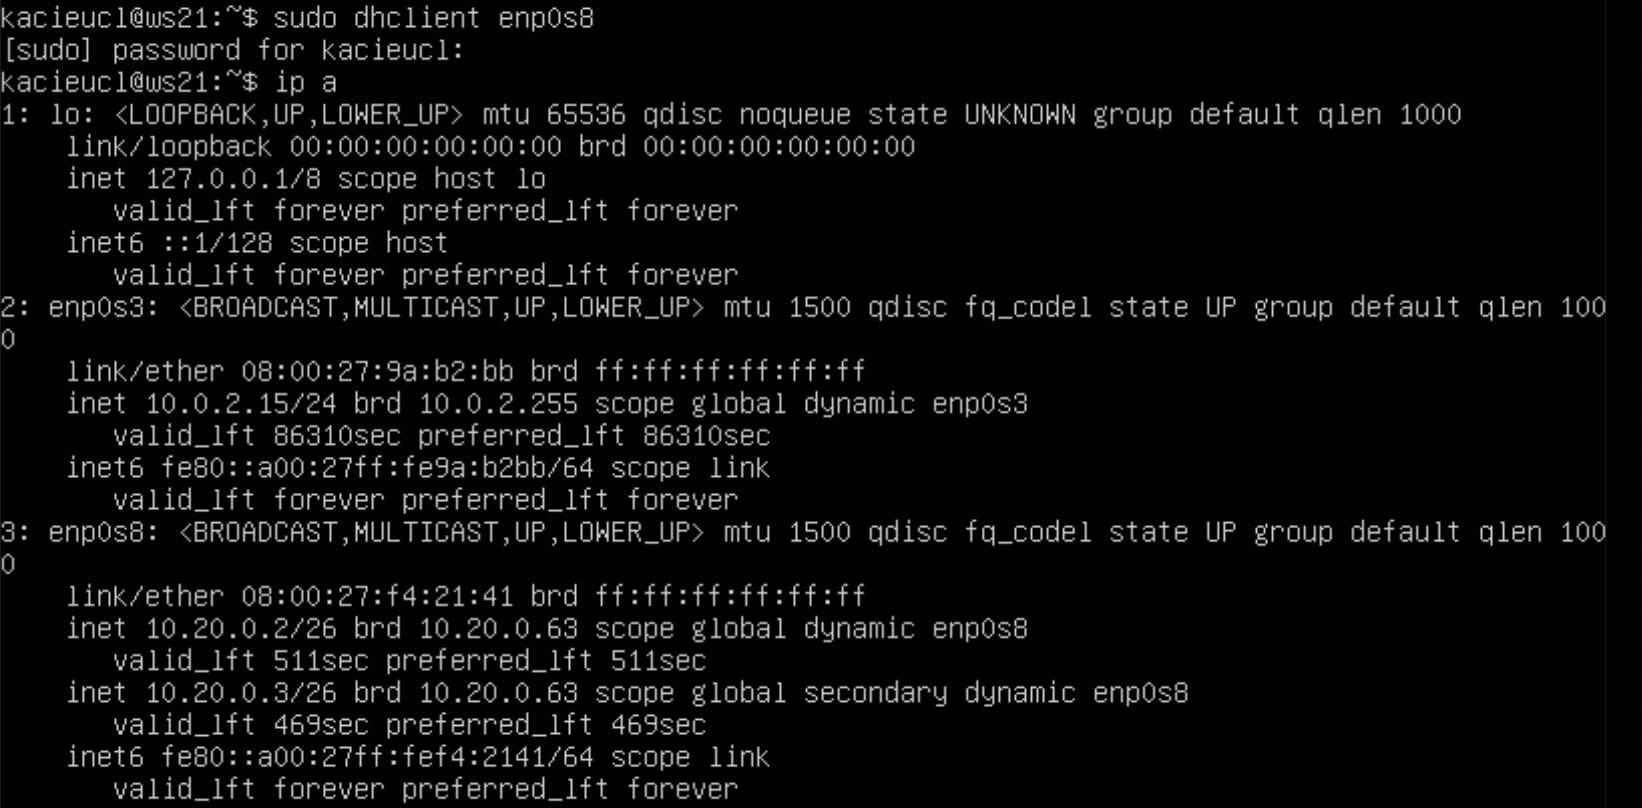 kacieucl@ws21:~$ sudo dhclient enp0s8
[sudo] password for kacieucl:
kacieucl@ws21:~$ ip a
1: lo: <LOOPBACK,UP,LOWER_UP> mtu 65536 qdisc noqueue state UNKNOWN group default qlen 1000
    link/loopback 00:00:00:00:00:00 brd 00:00:00:00:00:00
    inet 127.0.0.1/8 scope host lo
       valid_lft forever preferred_lft forever
    inet6 ::1/128 scope host
       valid_lft forever preferred_lft forever
2: enp0s3: <BROADCAST,MULTICAST,UP,LOWER_UP> mtu 1500 qdisc fq_codel state UP group default qlen 100
0
    link/ether 08:00:27:9a:b2:bb brd ff:ff:ff:ff:ff:ff
    inet 10.0.2.15/24 brd 10.0.2.255 scope global dynamic enp0s3
       valid_lft 86310sec preferred_lft 86310sec
    inet6 fe80::a00:27ff:fe9a:b2bb/64 scope link
       valid_lft forever preferred_lft forever
3: enp0s8: <BROADCAST,MULTICAST,UP,LOWER_UP> mtu 1500 qdisc fq_codel state UP group default qlen 100
0
    link/ether 08:00:27:f4:21:41 brd ff:ff:ff:ff:ff:ff
    inet 10.20.0.2/26 brd 10.20.0.63 scope global dynamic enp0s8
       valid_lft 511sec preferred_lft 511sec
    inet 10.20.0.3/26 brd 10.20.0.63 scope global secondary dynamic enp0s8
       valid_lft 469sec preferred_lft 469sec
    inet6 fe80::a00:27ff:fef4:2141/64 scope link
       valid_lft forever preferred_lft forever